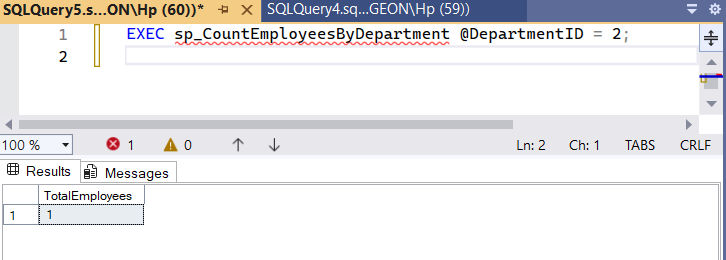 SQLQuery5.s...ON\Hp (60))* SQLQuery4.sq...GEON\Hp (59))
1 EXEC sp_CountEmployeesByDepartment @DepartmentID = 2;
2
100 % 1 0 Ln: 2 Ch: 1 TABS CRLF
Results Messages
TotalEmployees
1 1